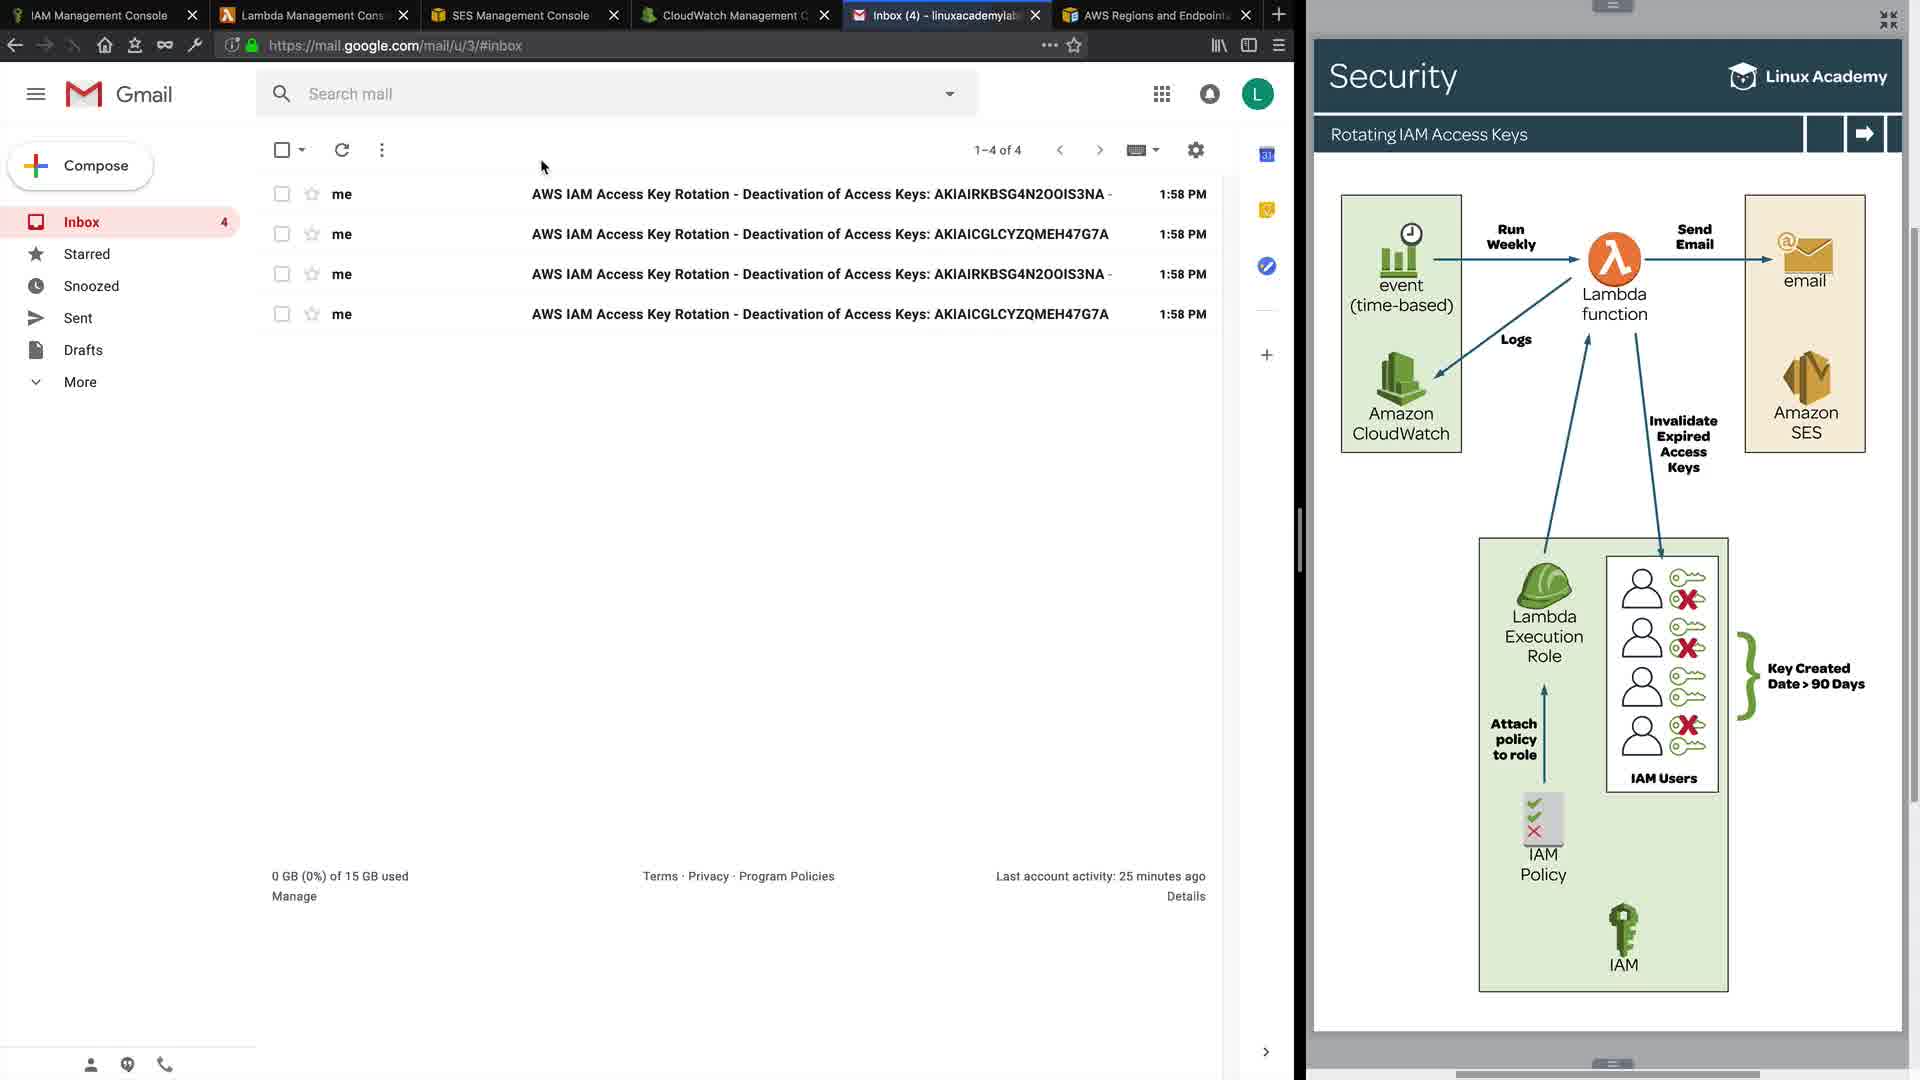 IAM Management Console
Lambda Management Cons
SES Management Console
CloudWatch Management C
Inbox (4) - linuxacademylab
AWS Regions and Endpoints
https://mail.google.com/mail/u/3/#inbox
Gmail
Search mail
L
Compose
1–4 of 4
31
Inbox 4
Starred
Snoozed
Sent
Drafts
More
me AWS IAM Access Key Rotation - Deactivation of Access Keys: AKIAIRKBSG4N2OOIS3NA - 1:58 PM
me AWS IAM Access Key Rotation - Deactivation of Access Keys: AKIAICGLCYZQMEH47G7A 1:58 PM
me AWS IAM Access Key Rotation - Deactivation of Access Keys: AKIAIRKBSG4N2OOIS3NA - 1:58 PM
me AWS IAM Access Key Rotation - Deactivation of Access Keys: AKIAICGLCYZQMEH47G7A 1:58 PM
0 GB (0%) of 15 GB used
Manage
Terms · Privacy · Program Policies
Last account activity: 25 minutes ago
Details
Security
Linux Academy
Rotating IAM Access Keys
event
(time-based)
Run
Weekly
Lambda
function
Send
Email
email
Logs
Amazon
CloudWatch
Amazon
SES
Invalidate
Expired
Access
Keys
Lambda
Execution
Role
Attach
policy
to role
IAM Users
Key Created
Date > 90 Days
IAM
Policy
IAM